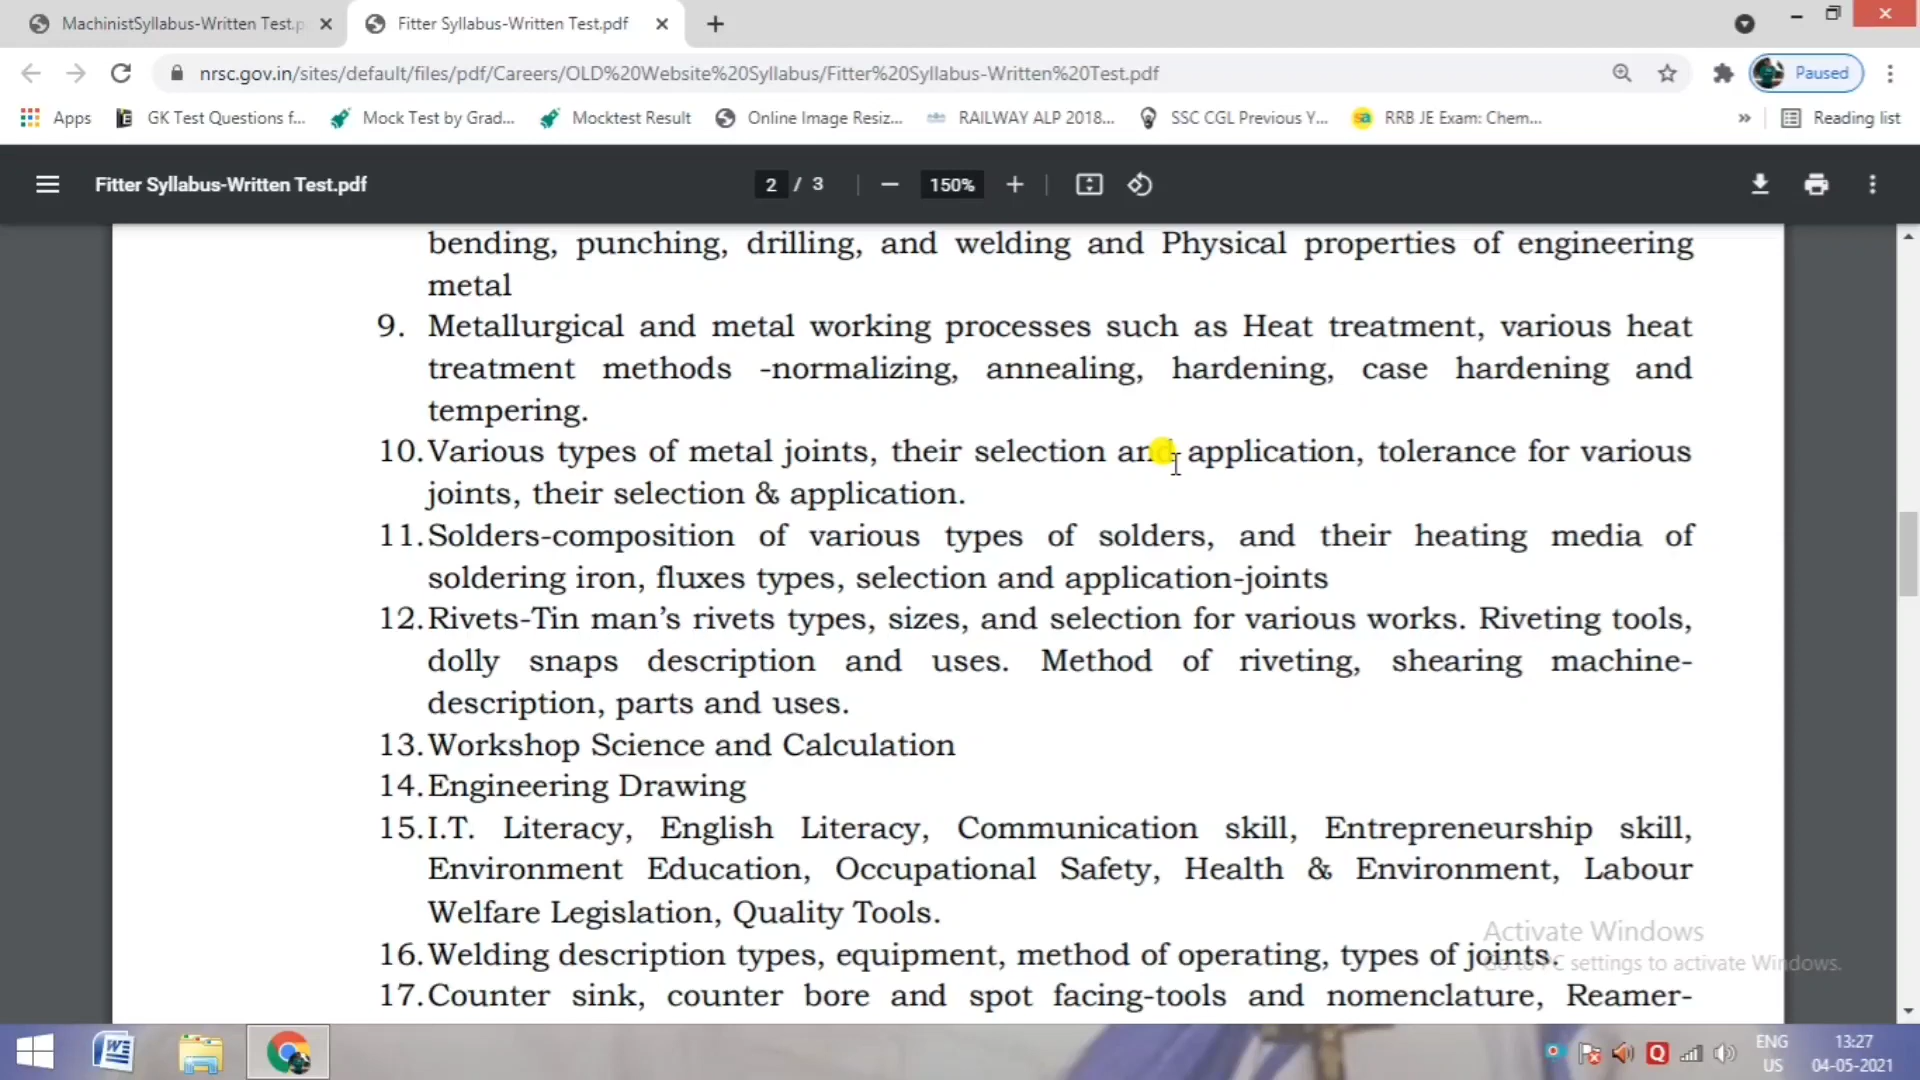 MachinistSyllabus-Written Test.p
Fitter Syllabus-Written Test.pdf
nrsc.gov.in/sites/default/files/pdf/Careers/OLD%20Website%20Syllabus/Fitter%20Syllabus-Written%20Test.pdf
Paused
Apps
GK Test Questions f...
Mock Test by Grad...
Mocktest Result
Online Image Resiz...
RAILWAY ALP 2018...
SSC CGL Previous Y...
RRB JE Exam: Chem...
»
Reading list
Fitter Syllabus-Written Test.pdf
2 / 3
150%
bending, punching, drilling, and welding and Physical properties of engineering
metal
9. Metallurgical and metal working processes such as Heat treatment, various heat
treatment methods -normalizing, annealing, hardening, case hardening and
tempering.
10. Various types of metal joints, their selection and application, tolerance for various
joints, their selection & application.
11. Solders-composition of various types of solders, and their heating media of
soldering iron, fluxes types, selection and application-joints
12. Rivets-Tin man’s rivets types, sizes, and selection for various works. Riveting tools,
dolly snaps description and uses. Method of riveting, shearing machine-
description, parts and uses.
13. Workshop Science and Calculation
14. Engineering Drawing
15. I.T. Literacy, English Literacy, Communication skill, Entrepreneurship skill,
Environment Education, Occupational Safety, Health & Environment, Labour
Welfare Legislation, Quality Tools.
16. Welding description types, equipment, method of operating, types of joints.
17. Counter sink, counter bore and spot facing-tools and nomenclature, Reamer-
Activate Windows
Go to PC settings to activate Windows.
ENG
US
13:27
04-05-2021